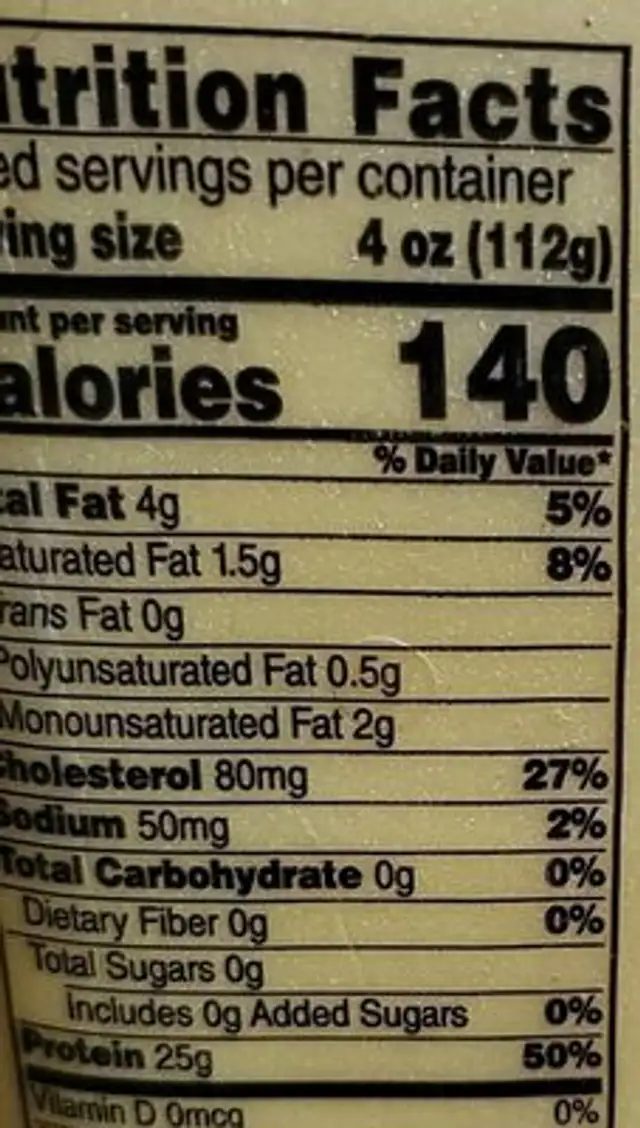 trition Facts
ed servings per container
ing size 4 oz (112g)
nt per serving
alories 140
% Daily Value*
al Fat 4g 5%
aturated Fat 1.5g 8%
rans Fat 0g
Polyunsaturated Fat 0.5g
Monounsaturated Fat 2g
Cholesterol 80mg 27%
Sodium 50mg 2%
Total Carbohydrate 0g 0%
Dietary Fiber 0g 0%
Total Sugars 0g
Includes 0g Added Sugars 0%
Protein 25g 50%
Vitamin D 0mcg 0%